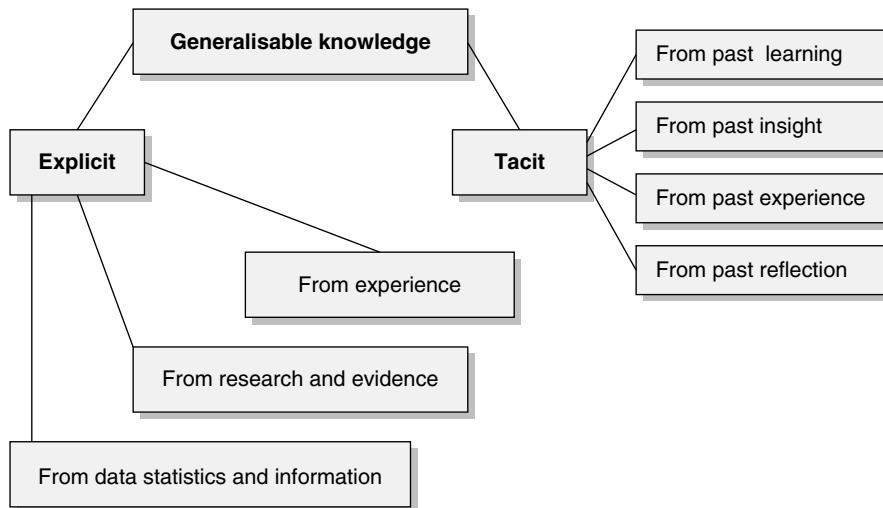 Generalisable knowledge
Explicit
Tacit
From past learning
From past insight
From past experience
From past reflection
From experience
From research and evidence
From data statistics and information